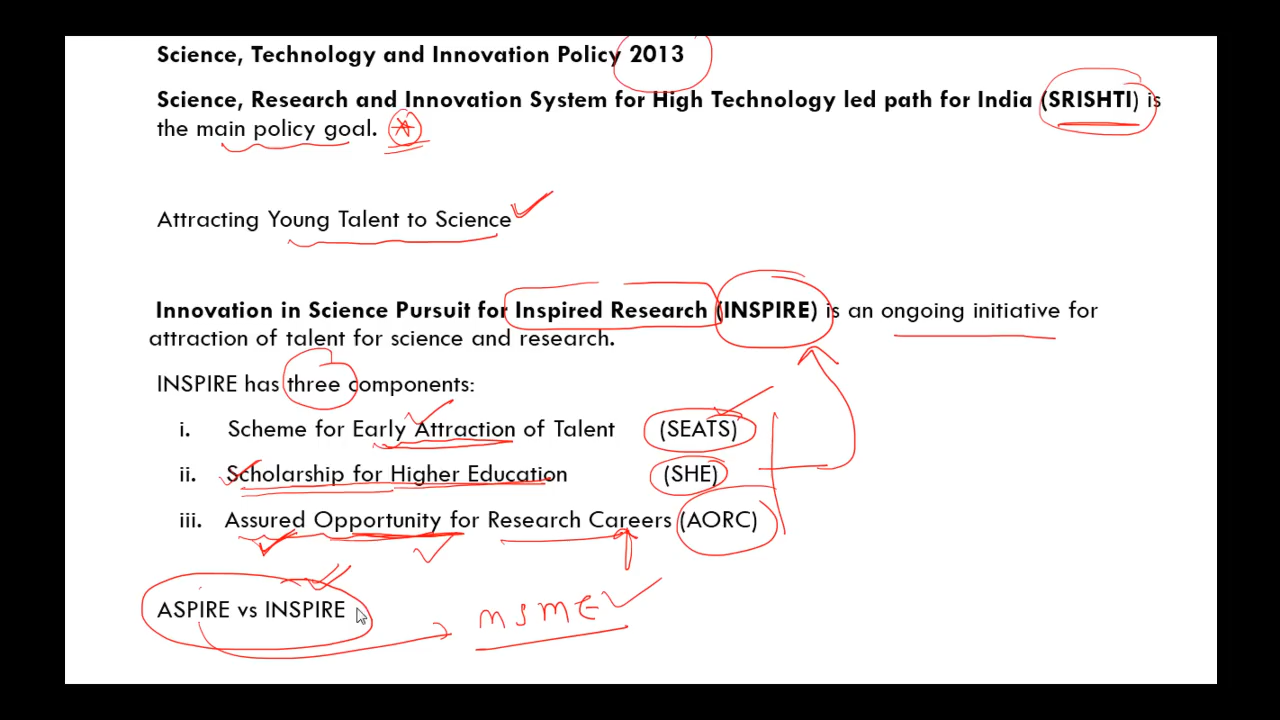 Science, Technology and Innovation Policy 2013
Science, Research and Innovation System for High Technology led path for India (SRISHTI) is
the main policy goal.
Attracting Young Talent to Science
Innovation in Science Pursuit for Inspired Research (INSPIRE) is an ongoing initiative for
attraction of talent for science and research.
INSPIRE has three components:
i. Scheme for Early Attraction of Talent (SEATS)
ii. Scholarship for Higher Education (SHE)
iii. Assured Opportunity for Research Careers (AORC)
ASPIRE vs INSPIRE
MSME